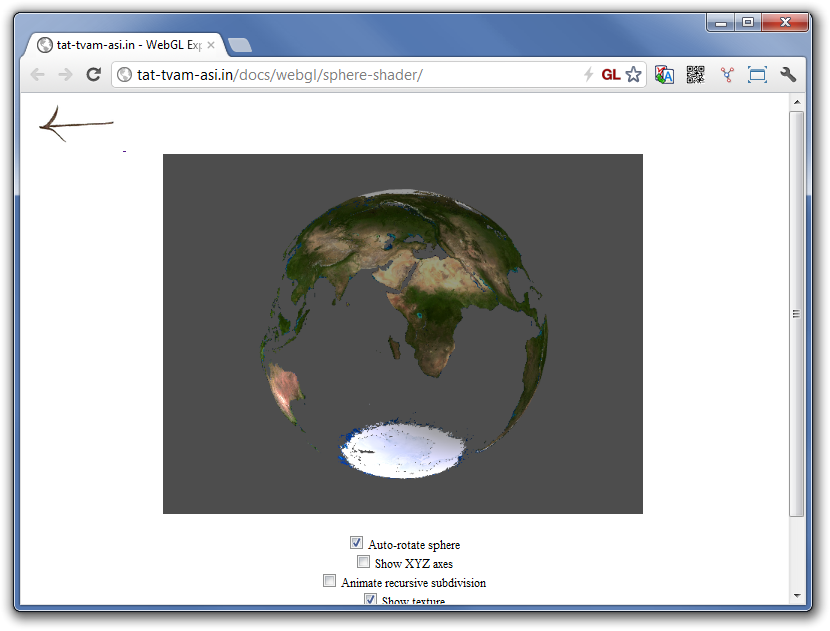 tat-tvam-asi.in - WebGL Exp
tat-tvam-asi.in/docs/webgl/sphere-shader/
GL
Auto-rotate sphere
Show XYZ axes
Animate recursive subdivision
Show texture